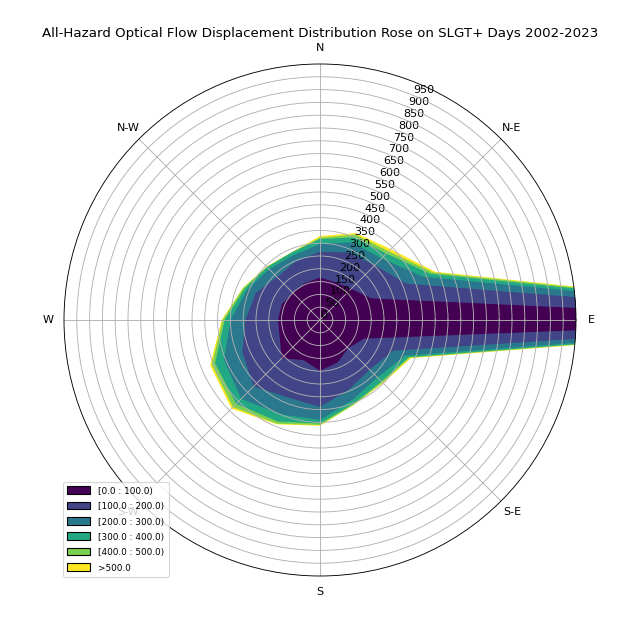 All-Hazard Optical Flow Displacement Distribution Rose on SLGT+ Days 2002-2023
N
N-W
N-E
950
900
850
800
750
700
650
600
550
500
450
400
350
300
250
200
150
W
E
S-W
S-E
S
[0.0 : 100.0)
[100.0 : 200.0)
[200.0 : 300.0)
[300.0 : 400.0)
[400.0 : 500.0)
>500.0